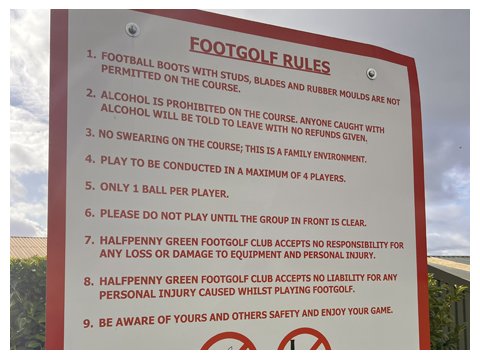 FOOTGOLF RULES
1. FOOTBALL BOOTS WITH STUDS, BLADES AND RUBBER MOULDS ARE NOT
PERMITTED ON THE COURSE.
2. ALCOHOL IS PROHIBITED ON THE COURSE. ANYONE CAUGHT WITH
ALCOHOL WILL BE TOLD TO LEAVE WITH NO REFUNDS GIVEN.
3. NO SWEARING ON THE COURSE; THIS IS A FAMILY ENVIRONMENT.
4. PLAY TO BE CONDUCTED IN A MAXIMUM OF 4 PLAYERS.
5. ONLY 1 BALL PER PLAYER.
6. PLEASE DO NOT PLAY UNTIL THE GROUP IN FRONT IS CLEAR.
7. HALFPENNY GREEN FOOTGOLF CLUB ACCEPTS NO RESPONSIBILITY FOR
ANY LOSS OR DAMAGE TO EQUIPMENT AND PERSONAL INJURY.
8. HALFPENNY GREEN FOOTGOLF CLUB ACCEPTS NO LIABILITY FOR ANY
PERSONAL INJURY CAUSED WHILST PLAYING FOOTGOLF.
9. BE AWARE OF YOURS AND OTHERS SAFETY AND ENJOY YOUR GAME.